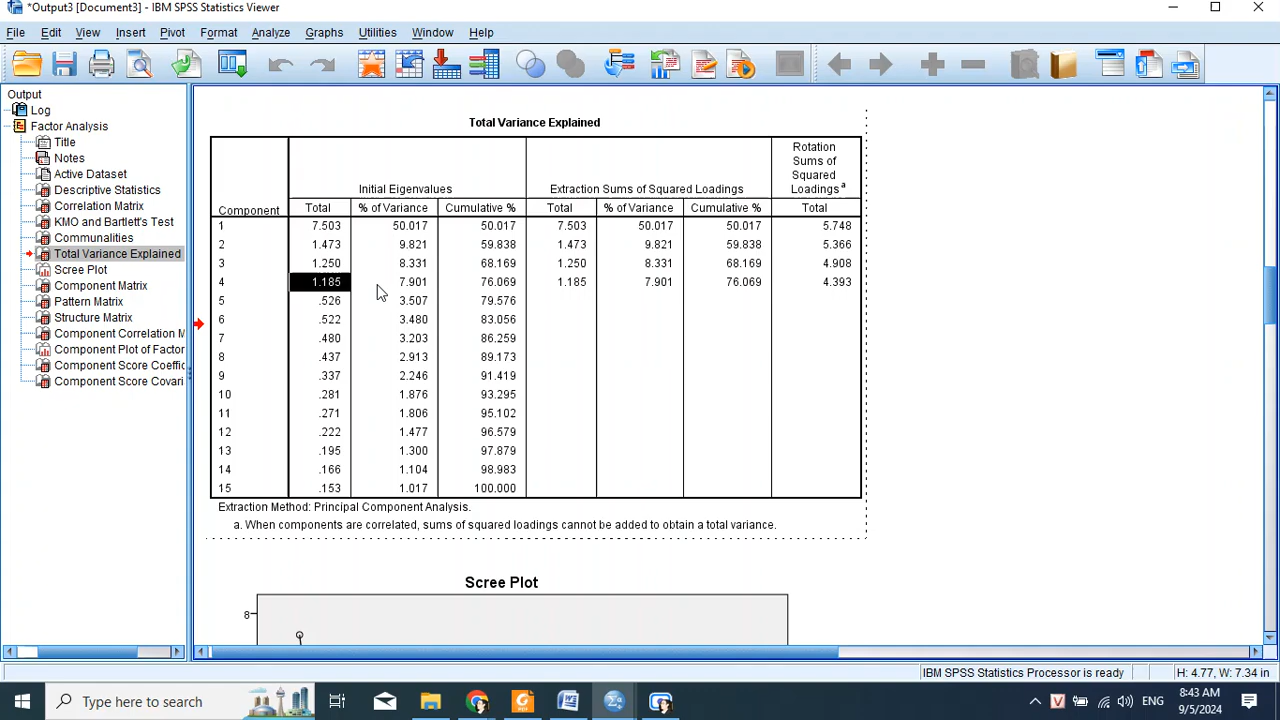 *Output3 [Document3] - IBM SPSS Statistics Viewer
File Edit View Insert Pivot Format Analyze Graphs Utilities Window Help
Output
Log
Factor Analysis
Title
Notes
Active Dataset
Descriptive Statistics
Correlation Matrix
KMO and Bartlett's Test
Communalities
Total Variance Explained
Scree Plot
Component Matrix
Pattern Matrix
Structure Matrix
Component Correlation M
Component Plot of Factor
Component Score Coeffic
Component Score Covari
Total Variance Explained
Rotation
Sums of
Squared
Loadings a
Initial Eigenvalues Extraction Sums of Squared Loadings
Component Total % of Variance Cumulative % Total % of Variance Cumulative % Total
1 7.503 50.017 50.017 7.503 50.017 50.017 5.748
2 1.473 9.821 59.838 1.473 9.821 59.838 5.366
3 1.250 8.331 68.169 1.250 8.331 68.169 4.908
4 1.185 7.901 76.069 1.185 7.901 76.069 4.393
5 .526 3.507 79.576
6 .522 3.480 83.056
7 .480 3.203 86.259
8 .437 2.913 89.173
9 .337 2.246 91.419
10 .281 1.876 93.295
11 .271 1.806 95.102
12 .222 1.477 96.579
13 .195 1.300 97.879
14 .166 1.104 98.983
15 .153 1.017 100.000
Extraction Method: Principal Component Analysis.
a. When components are correlated, sums of squared loadings cannot be added to obtain a total variance.
Scree Plot
8
IBM SPSS Statistics Processor is ready H: 4.77, W: 7.34 in
Type here to search
ENG
8:43 AM
9/5/2024